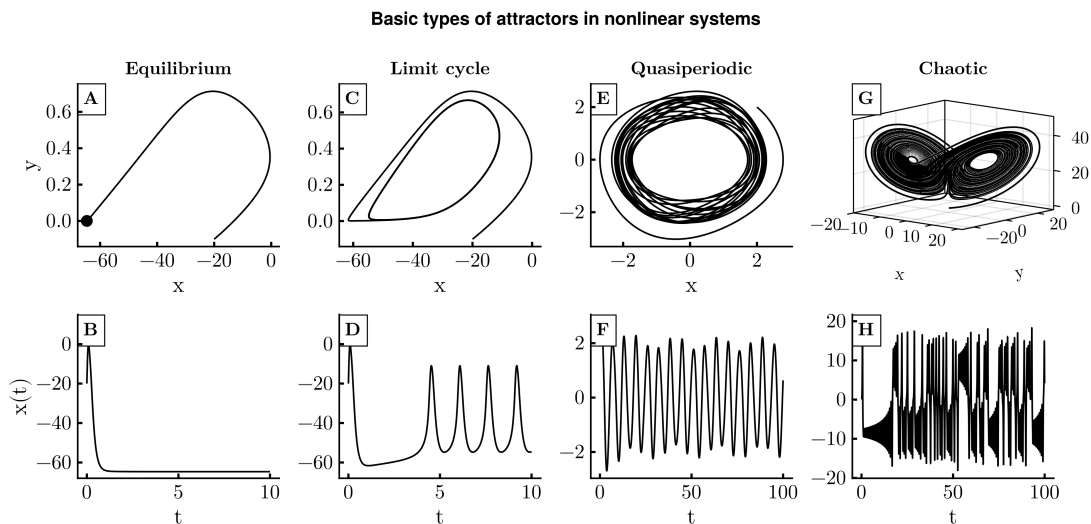 Basic types of attractors in nonlinear systems
Equilibrium
Limit cycle
Quasiperiodic
Chaotic
A
y
0.6
0.4
0.2
0.0
−60 −40 −20 0
x
C
0.6
0.4
0.2
0.0
−60 −40 −20 0
x
E
2
0
−2
−2 0 2
x
G
40
20
0
−20 −10 0 10 20
−20 0 20
x
y
B
x(t)
0
−20
−40
−60
0 5 10
t
D
0
−20
−40
−60
0 5 10
t
F
2
0
−2
0 50 100
t
H
20
10
0
−10
−20
0 50 100
t